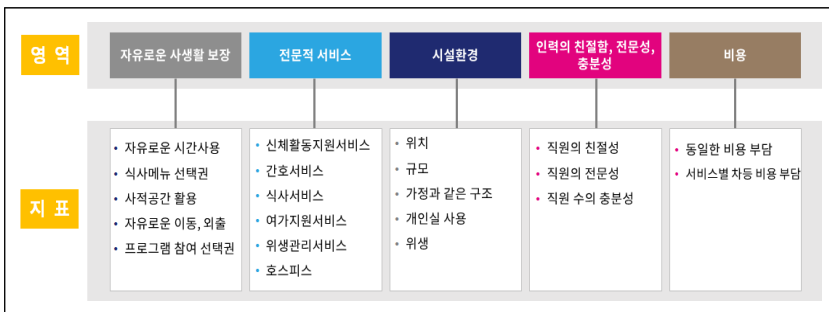 영 역
자유로운 사생활 보장
전문적 서비스
시설환경
인력의 친절함, 전문성,
충분성
비용
지 표
• 자유로운 시간사용
• 식사메뉴 선택권
• 사적공간 활용
• 자유로운 이동, 외출
• 프로그램 참여 선택권
• 신체활동지원서비스
• 간호서비스
• 식사서비스
• 여가지원서비스
• 위생관리서비스
• 호스피스
• 위치
• 규모
• 가정과 같은 구조
• 개인실 사용
• 위생
• 직원의 친절성
• 직원의 전문성
• 직원 수의 충분성
• 동일한 비용 부담
• 서비스별 차등 비용 부담